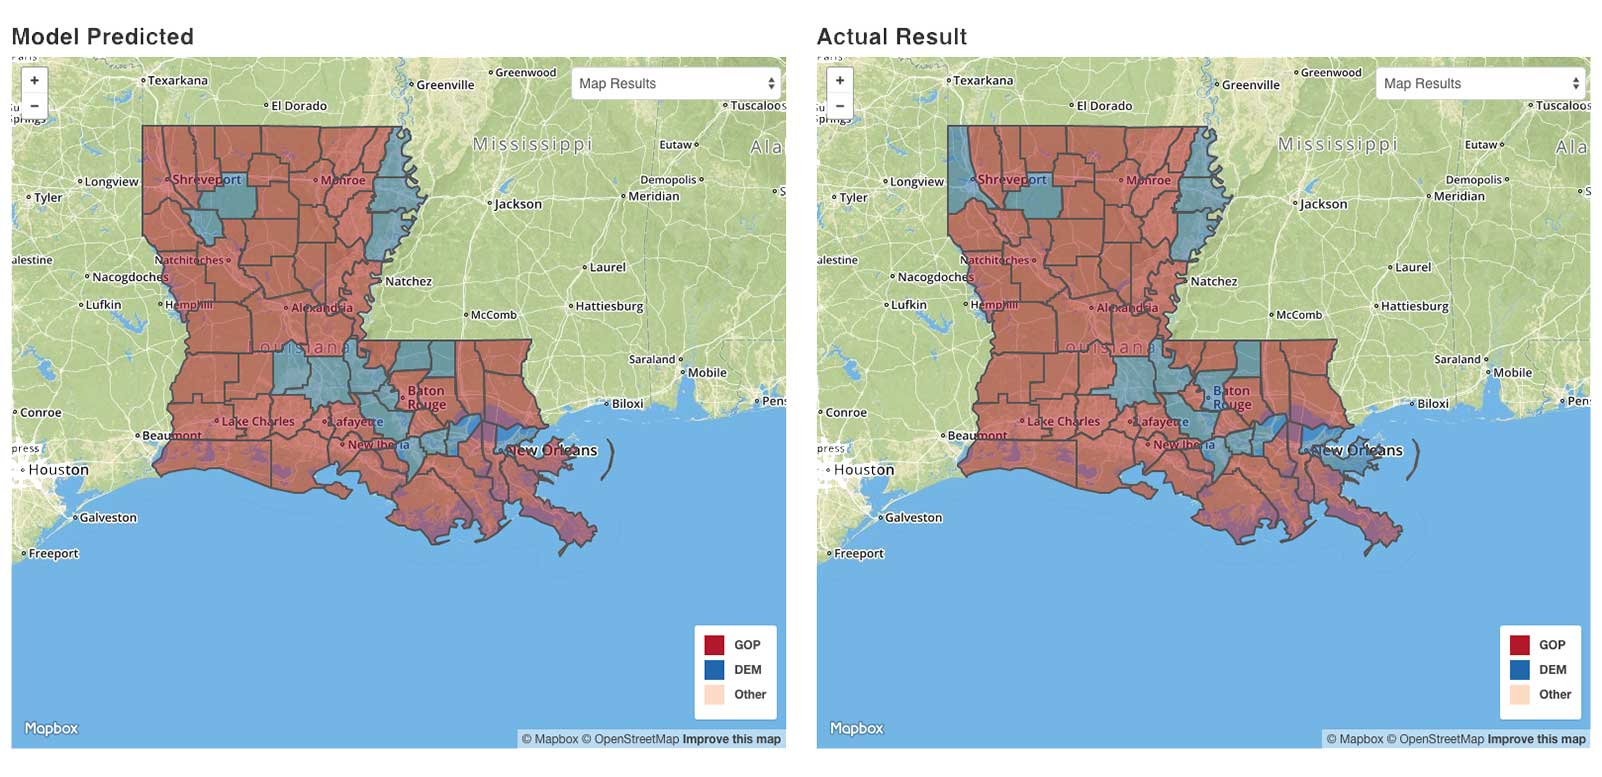 Model Predicted
Paris
+
Map Results
Texarkana
Greenville
Greenwood
−
El Dorado
Tuscaloos
Springs
Mississippi
Eutaw
Ala
Longview
Shreveport
Monroe
Demopolis
S
Tyler
Jackson
Meridian
alestine
Natchitoches
Laurel
Nacogdoches
Natchez
Lufkin
Hemphill
Alexandria
Hattiesburg
McComb
Louisiana
Saraland
Mobile
Baton
Rouge
Biloxi
Pens
Conroe
Lake Charles
Lafayette
Beaumont
New Iberia
New Orleans
press
Houston
Galveston
Freeport
GOP
DEM
Other
Mapbox
© Mapbox © OpenStreetMap Improve this map
Actual Result
Paris
+
Map Results
Texarkana
Greenville
Greenwood
−
El Dorado
Tuscaloos
Springs
Mississippi
Eutaw
Ala
Longview
Shreveport
Monroe
Demopolis
S
Tyler
Jackson
Meridian
alestine
Natchitoches
Laurel
Nacogdoches
Natchez
Lufkin
Hemphill
Alexandria
Hattiesburg
McComb
Louisiana
Saraland
Mobile
Baton
Rouge
Biloxi
Pens
Conroe
Lake Charles
Lafayette
Beaumont
New Iberia
New Orleans
press
Houston
Galveston
Freeport
GOP
DEM
Other
Mapbox
© Mapbox © OpenStreetMap Improve this map